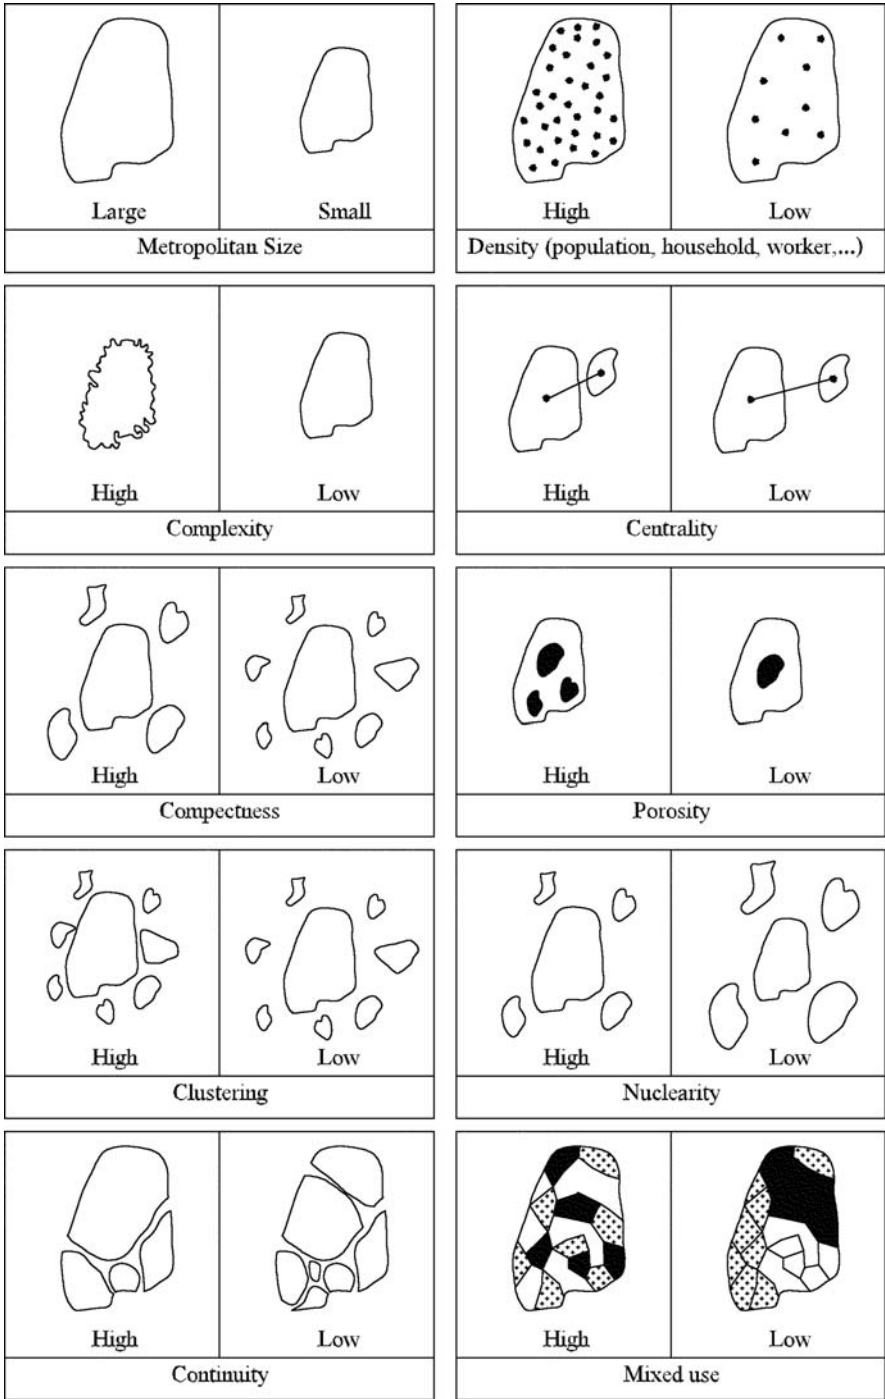 Large Small
Metropolitan Size
High Low
Density (population, household, worker,...)
High Low
Complexity
High Low
Centrality
High Low
Compectness
High Low
Porosity
High Low
Clustering
High Low
Nuclearity
High Low
Continuity
High Low
Mixed use